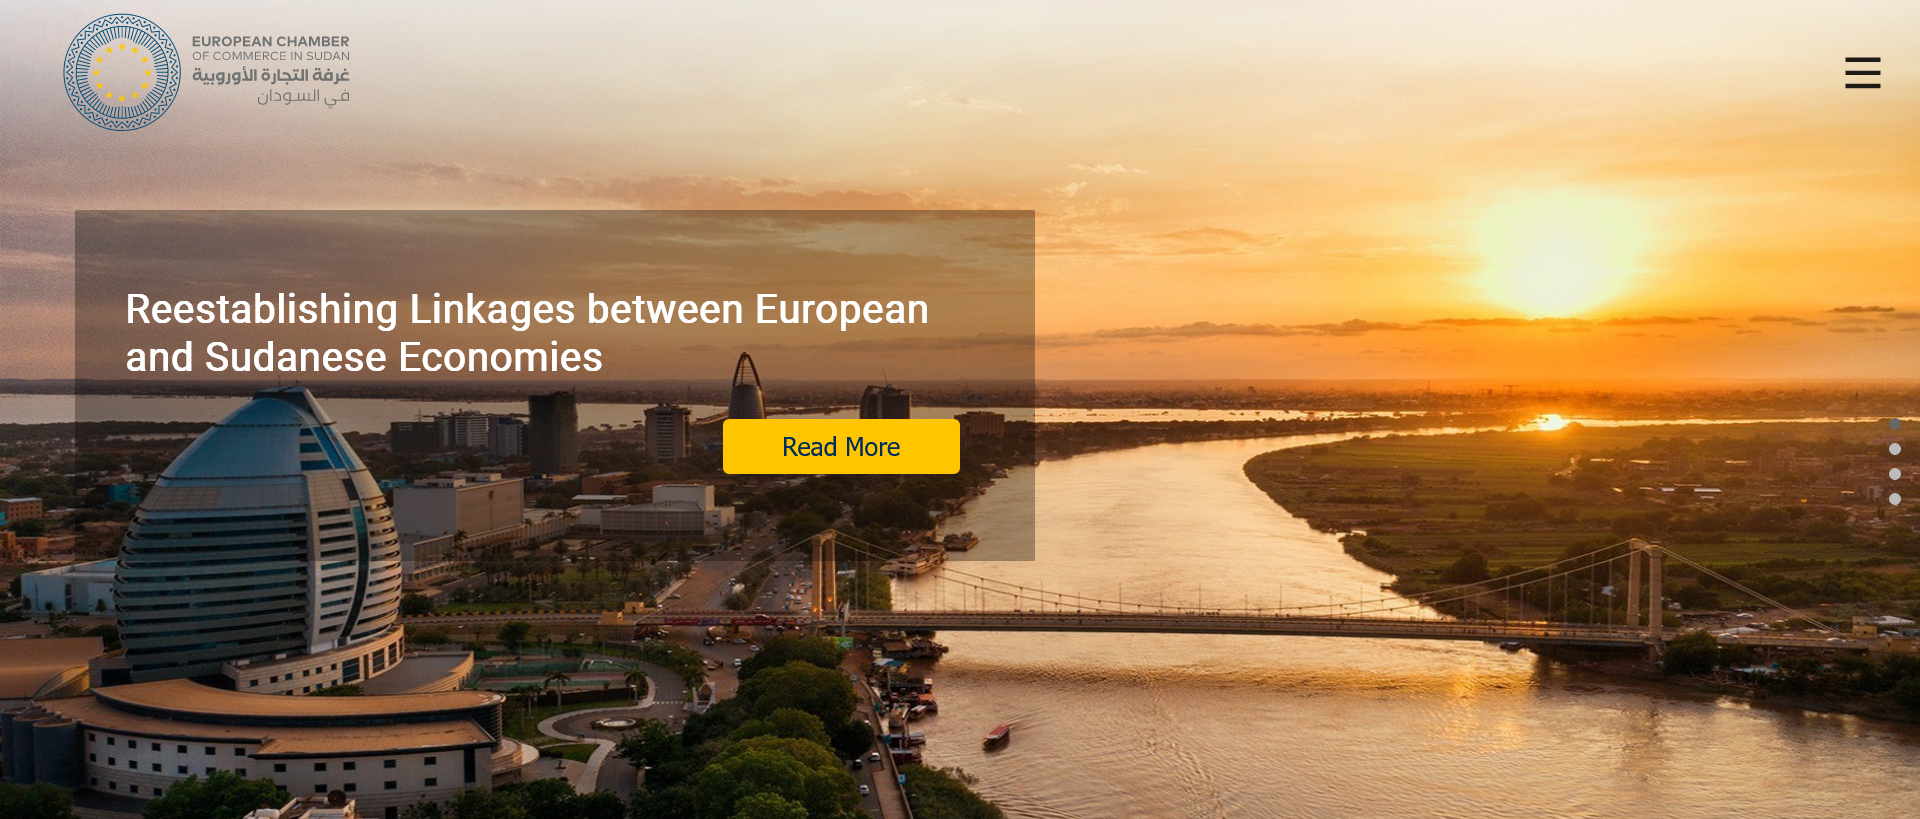 EUROPEAN CHAMBER
OF COMMERCE IN SUDAN
غرفة التجارة الأوروبية
في السودان
Reestablishing Linkages between European
and Sudanese Economies
Read More